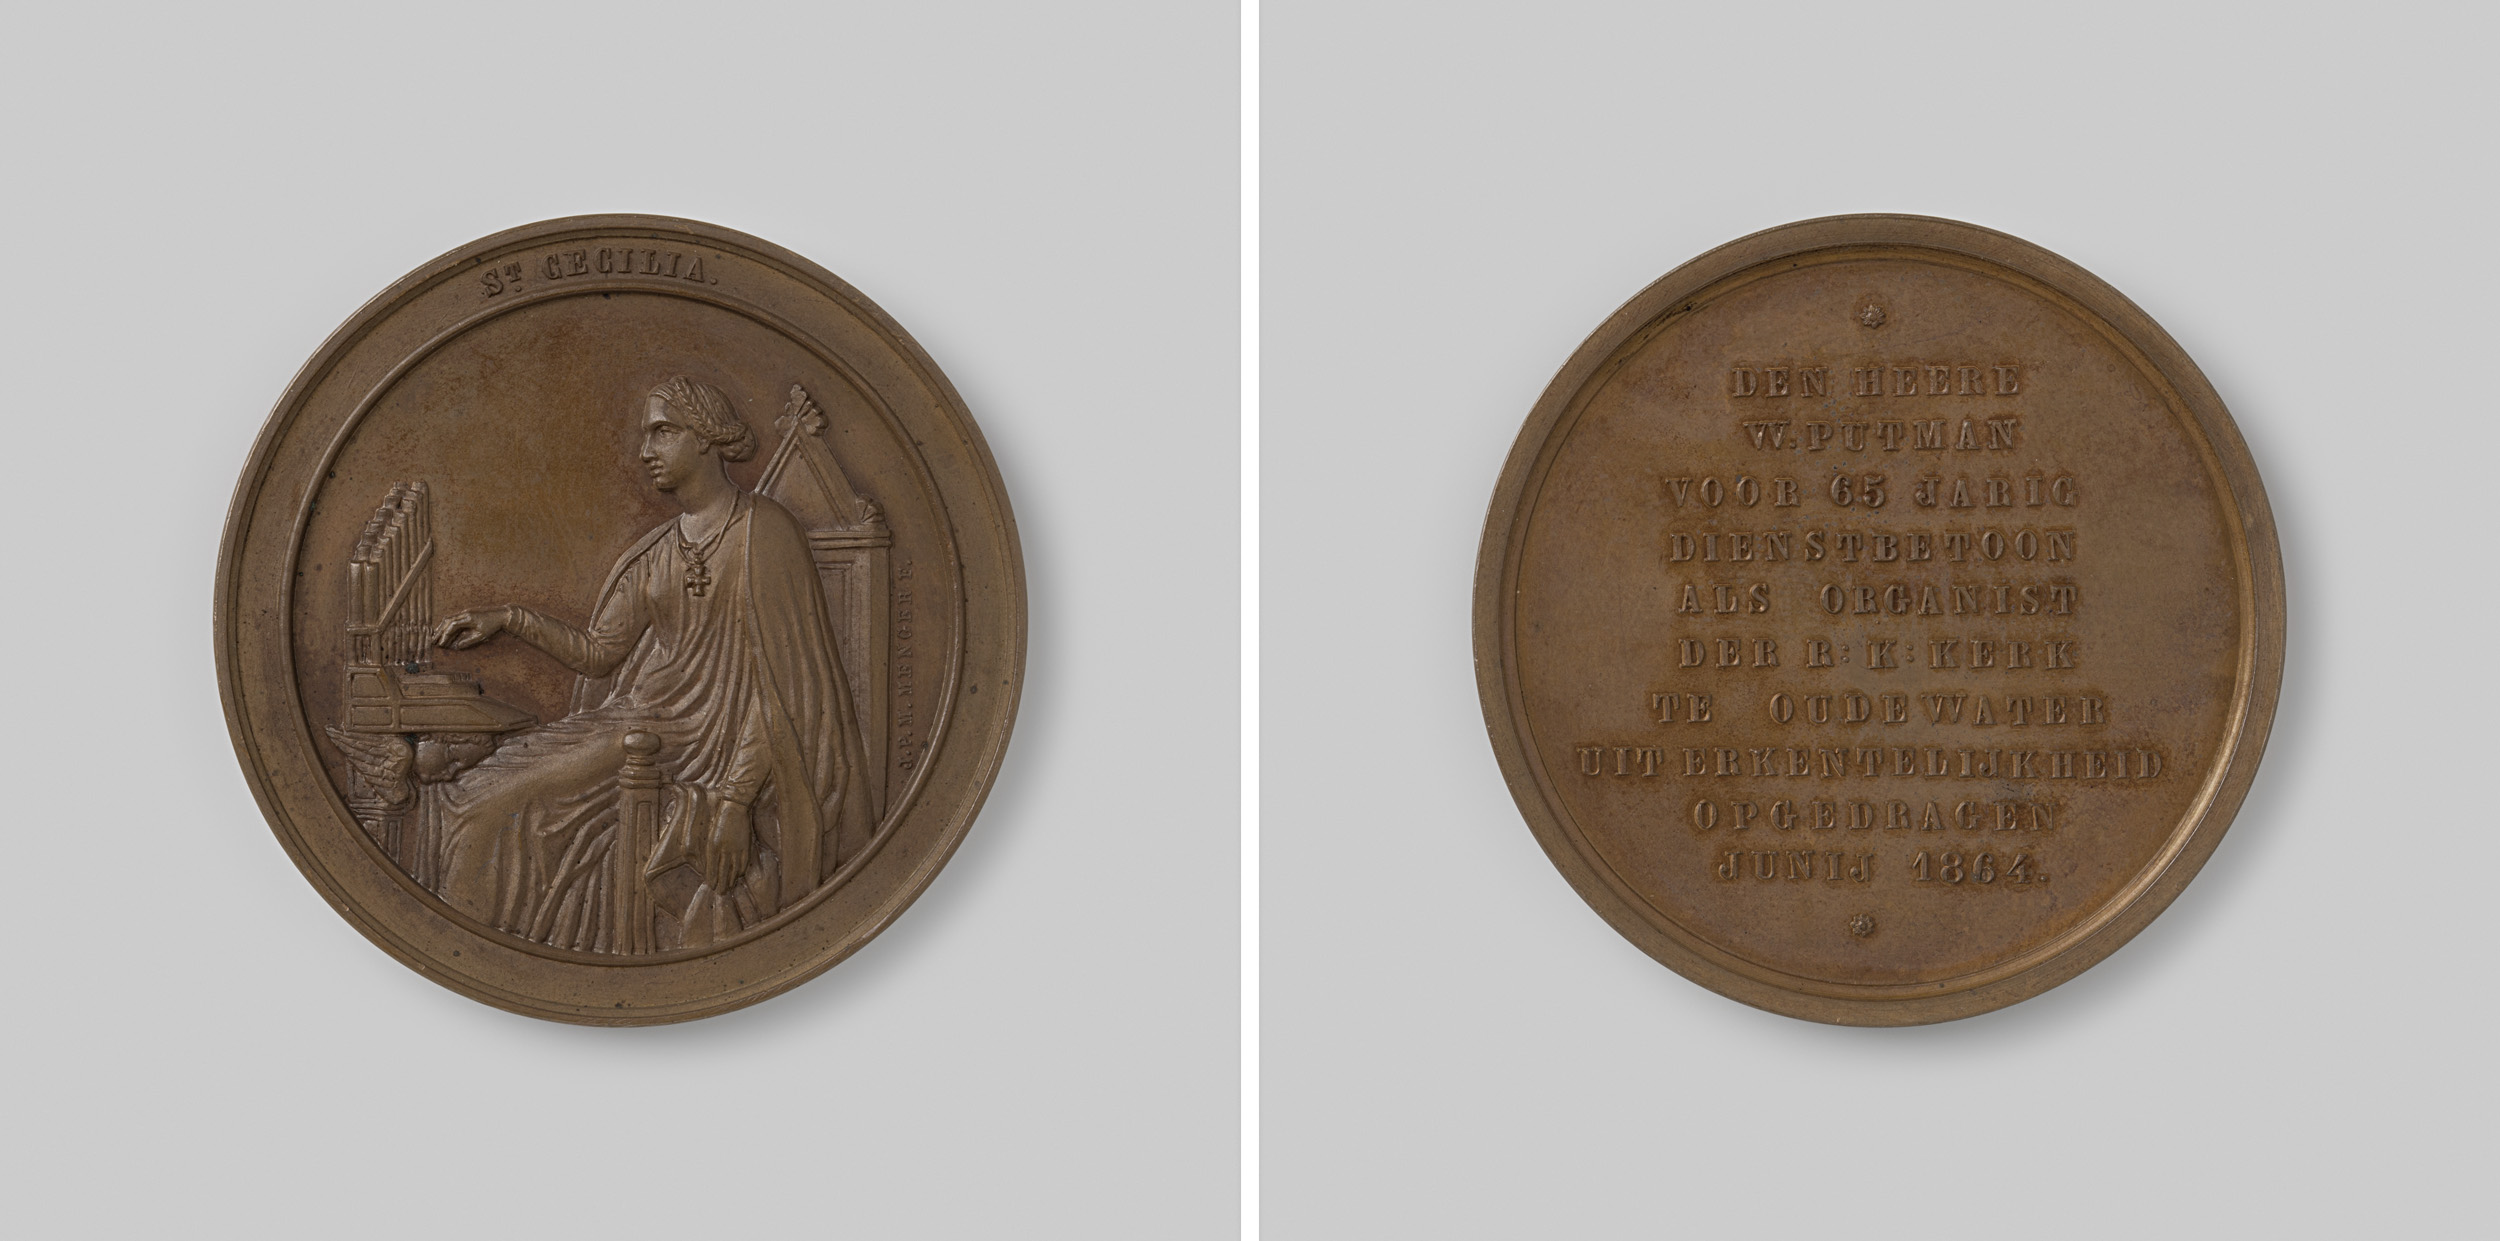 ST. CECILIA.
J.P.M. MENGER F.
DEN HEERE
W. PUTMAN
VOOR 65 JARIG
DIENSTBETOON
ALS ORGANIST
DER R: K: KERK
TE OUDEWATER
UIT ERKENTELIJKHEID
OPGEDRAGEN
JUNIJ 1864.